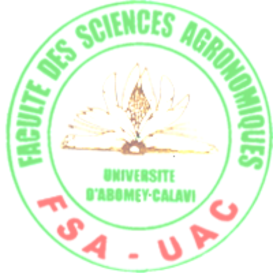 FACULTE DES SCIENCES AGRONOMIQUES
UNIVERSITE
D'ABOMEY-CALAVI
FSA - UAC